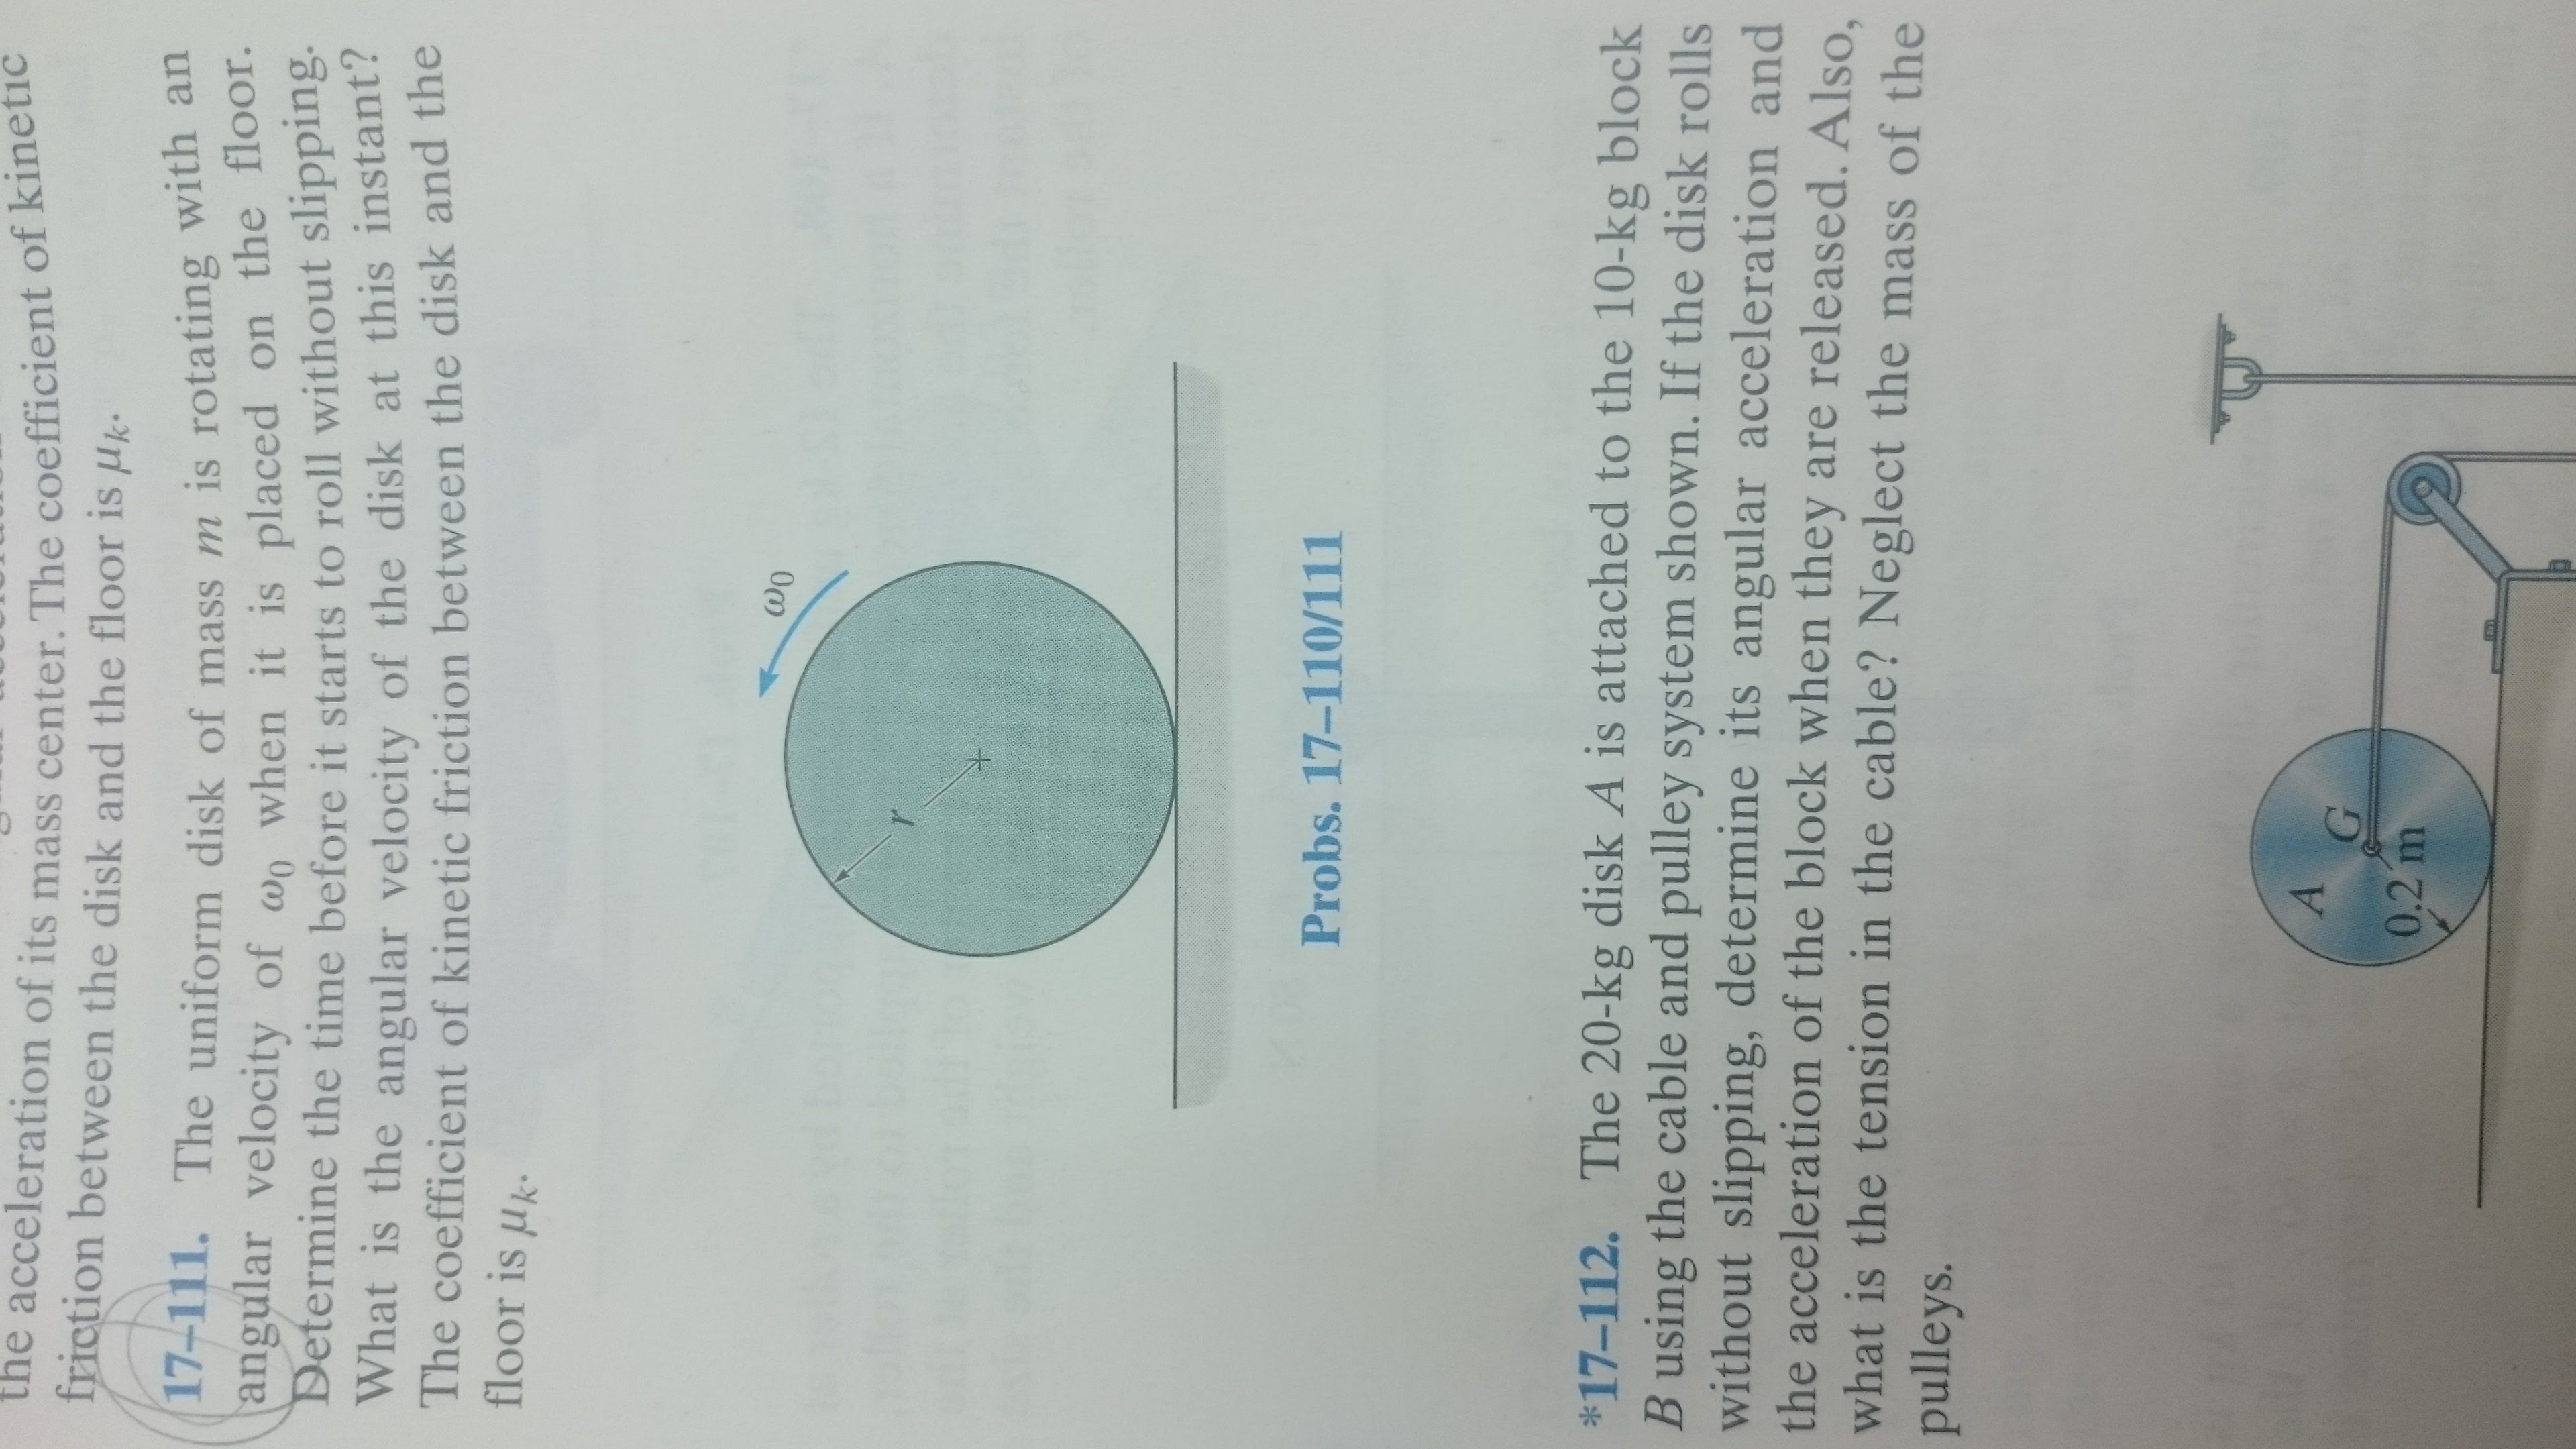 the acceleration of its mass center. The coefficient of kinetic
friction between the disk and the floor is μk.
17–111. The uniform disk of mass m is rotating with an
angular velocity of ω0 when it is placed on the floor.
Determine the time before it starts to roll without slipping.
What is the angular velocity of the disk at this instant?
The coefficient of kinetic friction between the disk and the
floor is μk.
ω0
r
Probs. 17–110/111
*17–112. The 20-kg disk A is attached to the 10-kg block
B using the cable and pulley system shown. If the disk rolls
without slipping, determine its angular acceleration and
the acceleration of the block when they are released. Also,
what is the tension in the cable? Neglect the mass of the
pulleys.
A
G
0.2 m